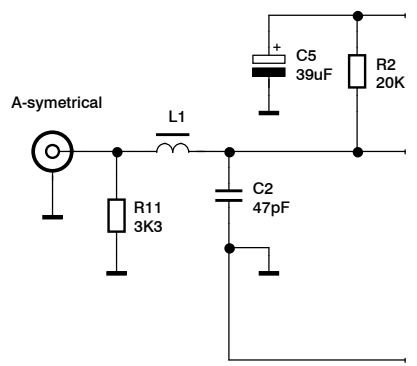 +
C5
39uF
R2
20K
A-symetrical
L1
R11
3K3
C2
47pF